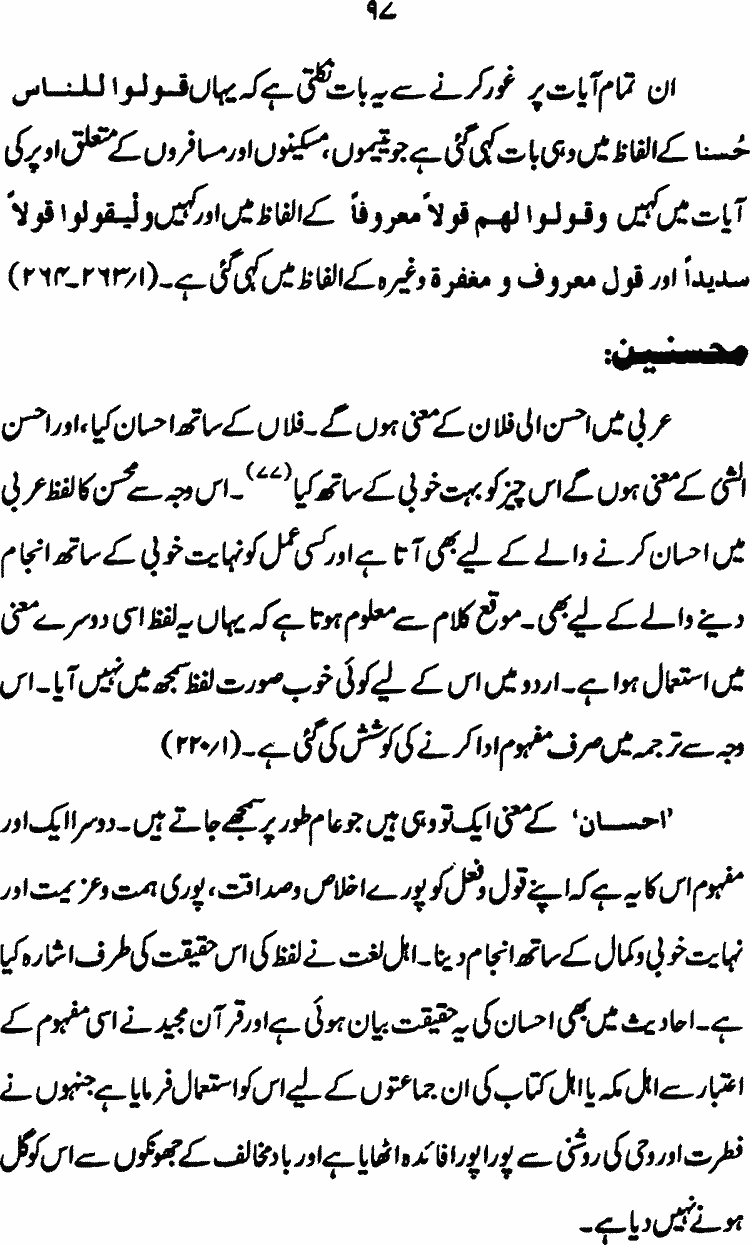 ۹۷
ان تمام آیات پر غور کرنے سے یہ بات نکلتی ہے کہ یہاں قولوا للناس
حُسنا کے الفاظ میں وہی بات کہی گئی ہے جو یتیموں، مسکینوں اور مسافروں کے متعلق اوپر کی
آیات میں کہیں وقولوا لهم قولاً معروفاً کے الفاظ میں اور کہیں ولْیقولوا قولاً
سدیداً اور قول معروف و مغفرة وغیرہ کے الفاظ میں کہی گئی ہے۔ (۱؍۲۶۳۔۲۶۴)
محسنین:
عربی میں احسن الی فلان کے معنی ہوں گے۔ فلاں کے ساتھ احسان کیا، اور احسن
الشئ کے معنی ہوں گے اس چیز کو بہت خوبی کے ساتھ کیا(۷۷)۔ اس وجہ سے محسن کا لفظ عربی
میں احسان کرنے والے کے لیے بھی آتا ہے اور کسی عمل کو نہایت خوبی کے ساتھ انجام
دینے والے کے لیے بھی۔ موقع کلام سے معلوم ہوتا ہے کہ یہاں یہ لفظ اسی دوسرے معنی
میں استعمال ہوا ہے۔ اردو میں اس کے لیے کوئی خوب صورت لفظ سمجھ میں نہیں آیا۔ اس
وجہ سے ترجمہ میں صرف مفہوم ادا کرنے کی کوشش کی گئی ہے۔ (۱؍۲۲۰)
'احسان' کے معنی ایک تو وہی ہیں جو عام طور پر سمجھے جاتے ہیں۔ دوسرا ایک اور
مفہوم اس کا یہ ہے کہ اپنے قول و فعل کو پورے اخلاص و صداقت، پوری ہمت و عزیمت اور
نہایت خوبی و کمال کے ساتھ انجام دینا۔ اہل لغت نے لفظ کی اس حقیقت کی طرف اشارہ کیا
ہے۔ احادیث میں بھی احسان کی یہ حقیقت بیان ہوئی ہے اور قرآن مجید نے اسی مفہوم کے
اعتبار سے اہل مکہ یا اہل کتاب کی ان جماعتوں کے لیے اس کو استعمال فرمایا ہے جنہوں نے
فطرت اور وحی کی روشنی سے پورا پورا فائدہ اٹھایا ہے اور باد مخالف کے جھونکوں سے اس کو گل
ہونے نہیں دیا ہے۔